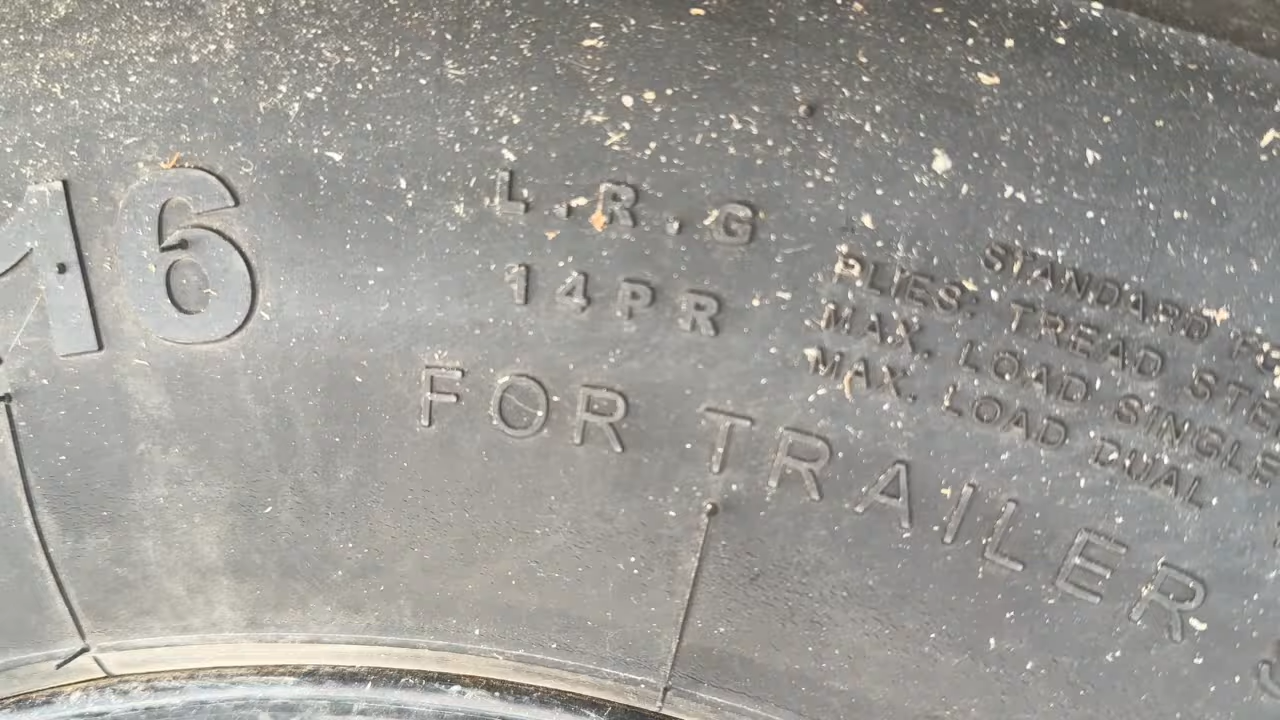 16
L.R.G
14PR
FOR TRAILER
STANDARD
PLIES: TREAD
MAX. LOAD SINGLE
MAX. LOAD DUAL